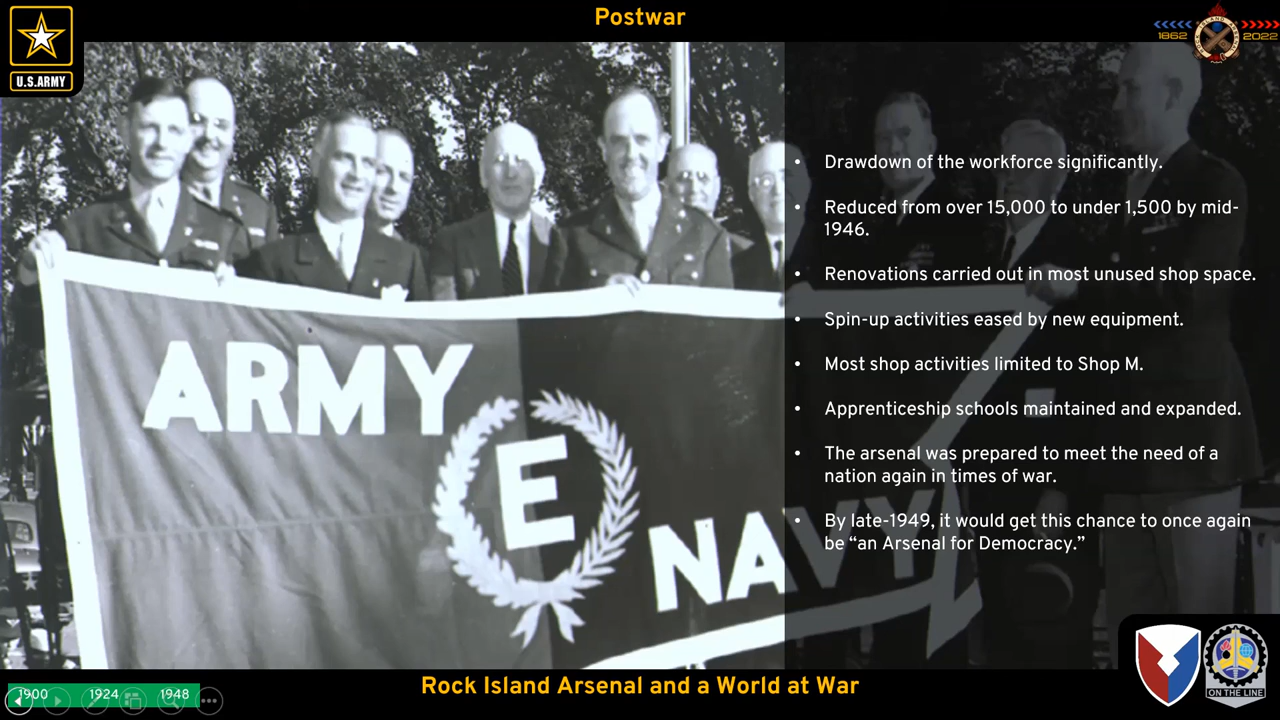 Postwar
U.S.ARMY
1862
2022
Drawdown of the workforce significantly.
Reduced from over 15,000 to under 1,500 by mid-
1946.
Renovations carried out in most unused shop space.
Spin-up activities eased by new equipment.
Most shop activities limited to Shop M.
Apprenticeship schools maintained and expanded.
The arsenal was prepared to meet the need of a
nation again in times of war.
By late-1949, it would get this chance to once again
be “an Arsenal for Democracy.”
ARMY
E
NAVY
1900
1924
1948
Rock Island Arsenal and a World at War
ON THE LINE